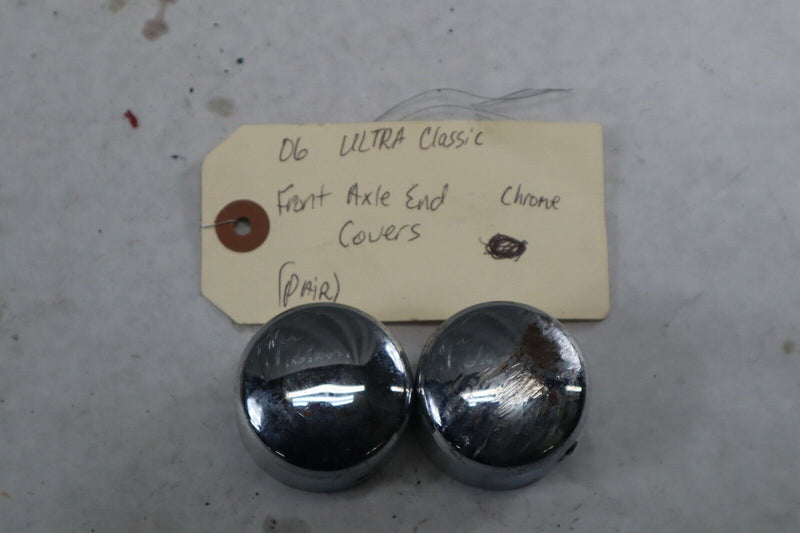 06 ULTRA Classic
Front Axle End Chrome
Covers
(PAIR)